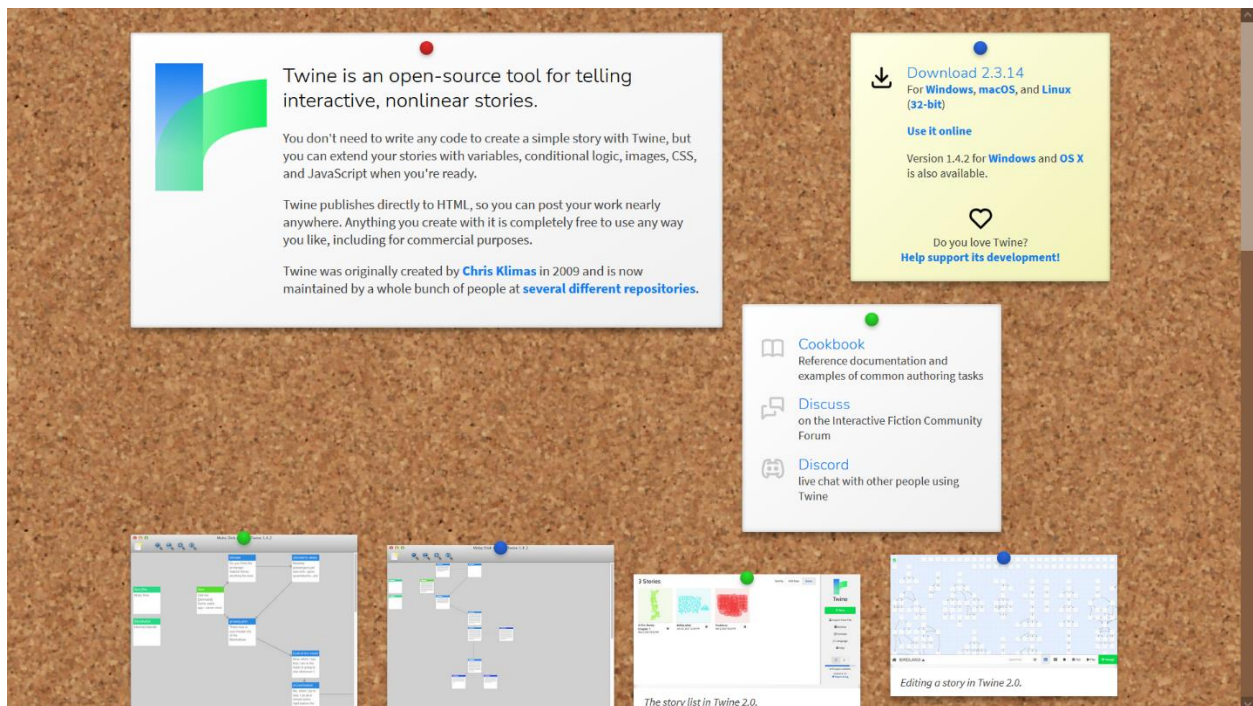 Twine is an open-source tool for telling
interactive, nonlinear stories.
You don't need to write any code to create a simple story with Twine, but
you can extend your stories with variables, conditional logic, images, CSS,
and JavaScript when you're ready.
Twine publishes directly to HTML, so you can post your work nearly
anywhere. Anything you create with it is completely free to use any way
you like, including for commercial purposes.
Twine was originally created by Chris Klimas in 2009 and is now
maintained by a whole bunch of people at several different repositories.
Download 2.3.14
For Windows, macOS, and Linux
(32-bit)
Use it online
Version 1.4.2 for Windows and OS X
is also available.
Do you love Twine?
Help support its development!
Cookbook
Reference documentation and
examples of common authoring tasks
Discuss
on the Interactive Fiction Community
Forum
Discord
live chat with other people using
Twine
3 Stories
Twine
The story list in Twine 2.0.
Editing a story in Twine 2.0.